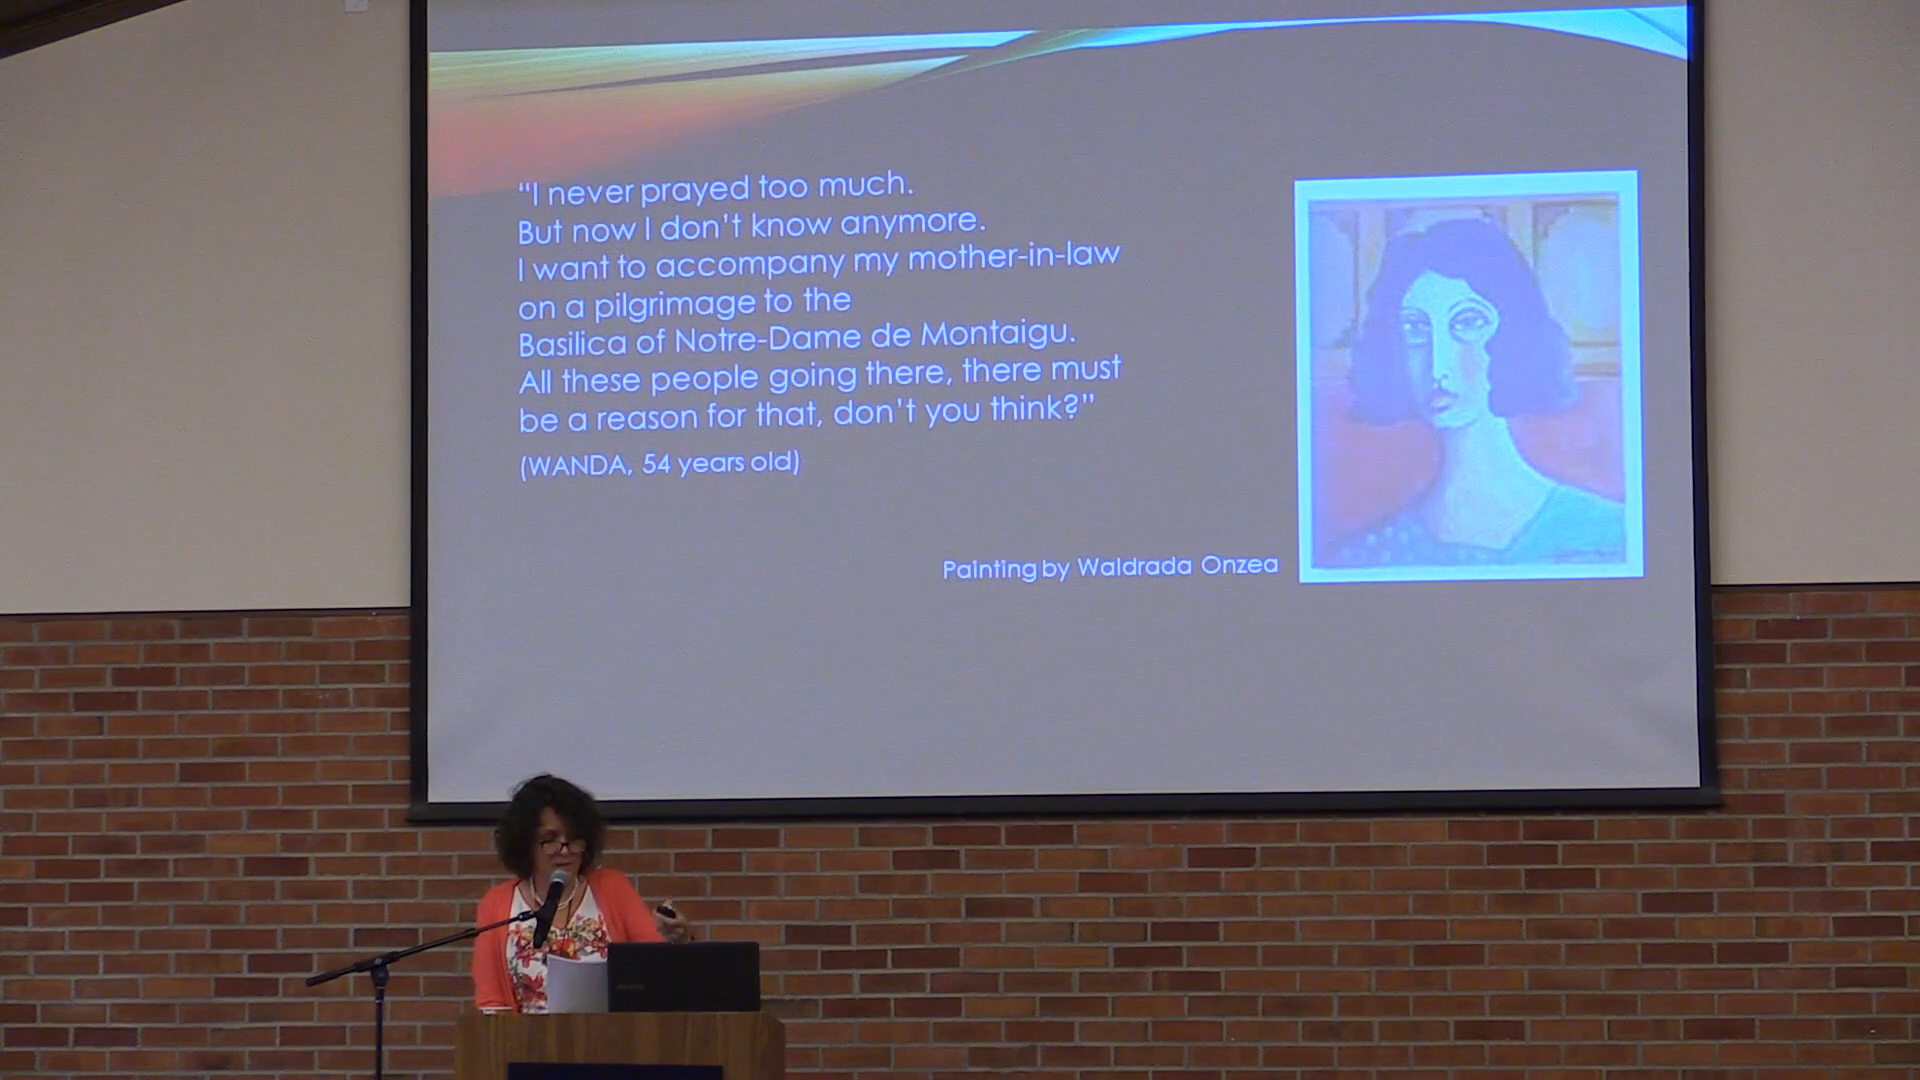 “I never prayed too much.
But now I don’t know anymore.
I want to accompany my mother-in-law
on a pilgrimage to the
Basilica of Notre-Dame de Montaigu.
All these people going there, there must
be a reason for that, don’t you think?”
(WANDA, 54 years old)
Painting by Waldrada Onzea